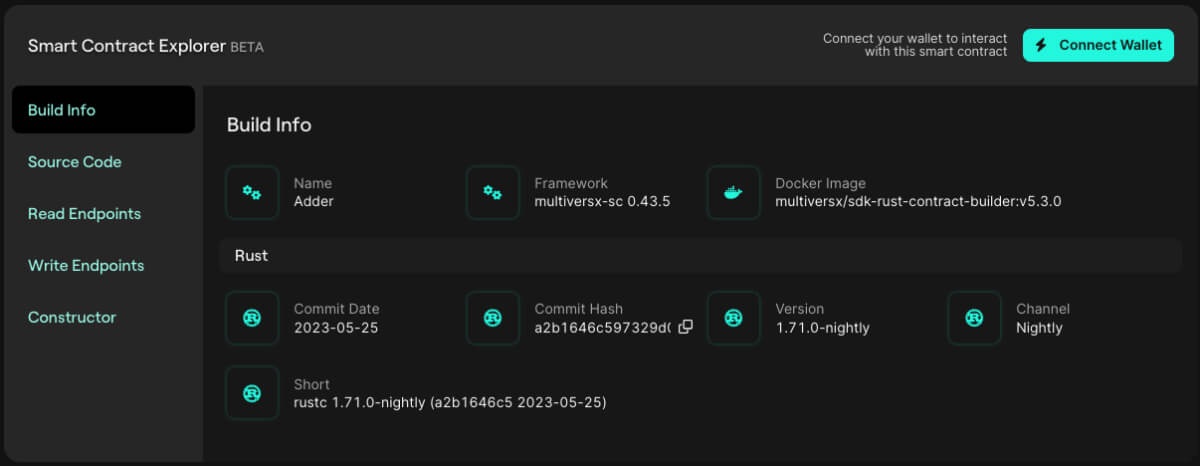 Smart Contract Explorer BETA
Connect your wallet to interact
with this smart contract
Connect Wallet
Build Info
Source Code
Read Endpoints
Write Endpoints
Constructor
Build Info
Name
Adder
Framework
multiversx-sc 0.43.5
Docker Image
multiversx/sdk-rust-contract-builder:v5.3.0
Rust
Commit Date
2023-05-25
Commit Hash
a2b1646c597329d
Version
1.71.0-nightly
Channel
Nightly
Short
rustc 1.71.0-nightly (a2b1646c5 2023-05-25)